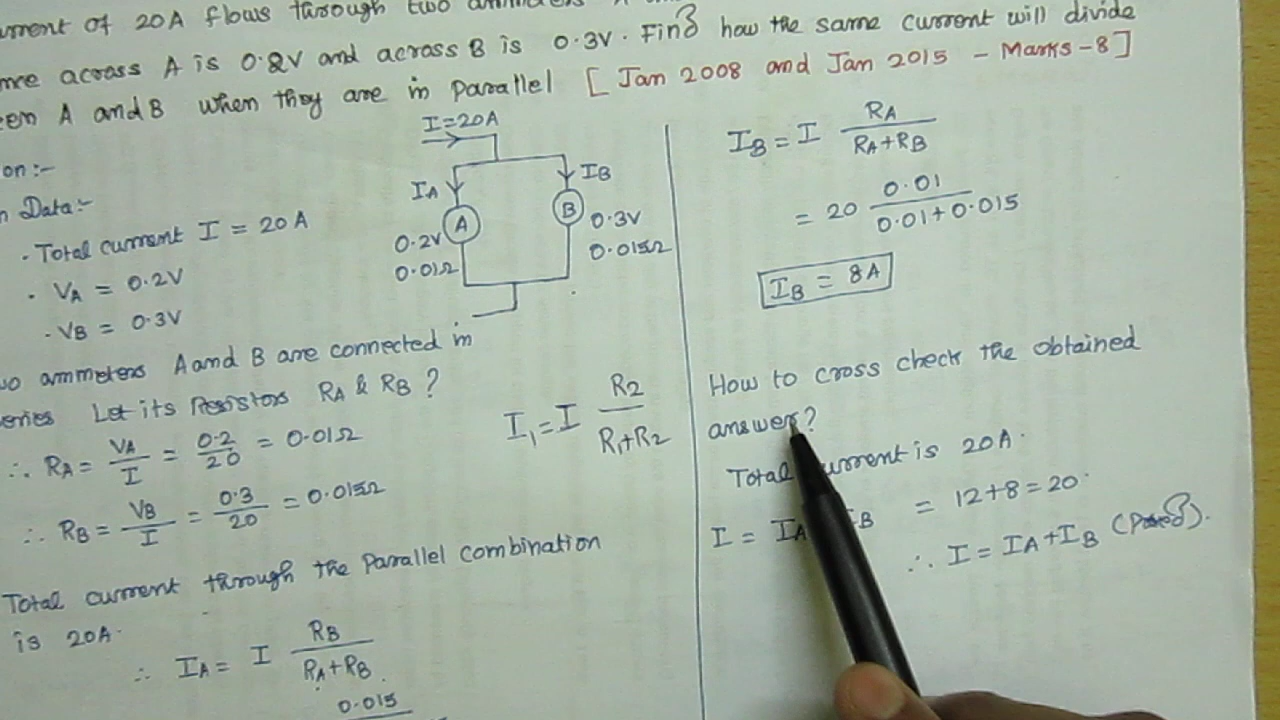 of 20A flows through two
across A is 0.2V and across B is 0.3V. Find how the same current will divide
A and B when they are in Parallel [Jan 2008 and Jan 2015 - Marks-8]
on:-
Data:-
. Total current I = 20A
. VA = 0.2V
. VB = 0.3V
ammeters A and B are connected in
Let its Resistors RA & RB ?
∴ RA = VA/I = 0.2/20 = 0.01Ω
∴ RB = VB/I = 0.3/20 = 0.015Ω
Total current through the Parallel combination
is 20A.
∴ IA = I RB/(RA+RB)
0.015
I=20A
IA
IB
A
B
0.2V
0.01Ω
0.3V
0.015Ω
I1 = I R2/(R1+R2)
IB = I RA/(RA+RB)
= 20 0.01/(0.01+0.015)
IB = 8A
How to cross check the obtained
answer?
Total current is 20A.
I = IA B = 12+8 = 20.
∴ I = IA+IB